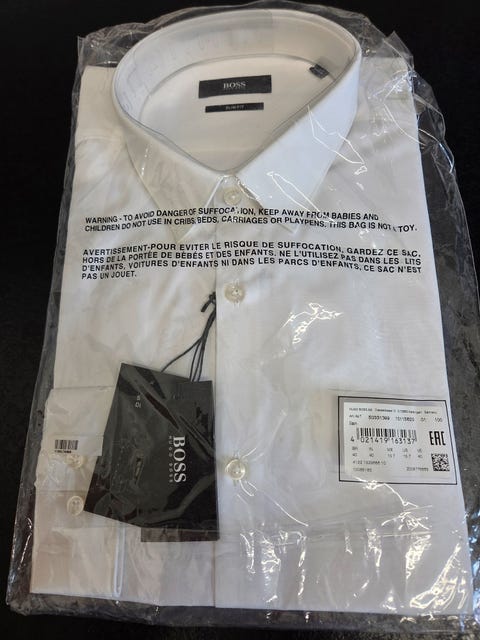 BOSS
SLIM FIT
WARNING - TO AVOID DANGER OF SUFFOCATION, KEEP AWAY FROM BABIES AND
CHILDREN DO NOT USE IN CRIBS, BEDS, CARRIAGES OR PLAYPENS. THIS BAG IS NOT A TOY.
AVERTISSEMENT-POUR EVITER LE RISQUE DE SUFFOCATION, GARDEZ CE SAC,
HORS DE LA PORTÉE DE BÉBÉS ET DES ENFANTS. NE L'UTILISEZ PAS DANS LES LITS
D'ENFANTS, VOITURES D'ENFANTS NI DANS LES PARCS D'ENFANTS, CE SAC N'EST
PAS UN JOUET.
BOSS
HUGO BOSS
01 100
4 021419 163137
EAC